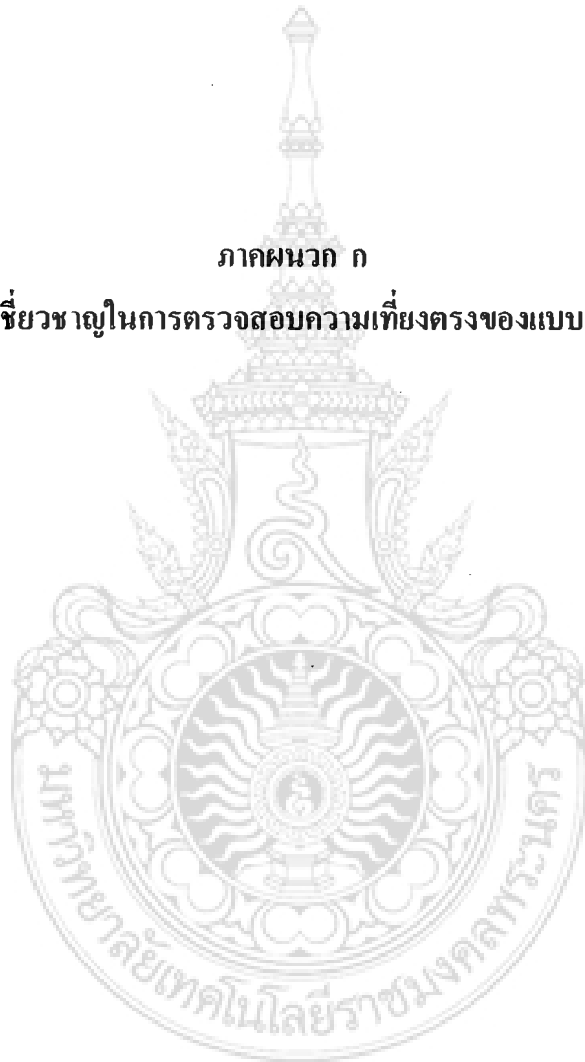 ภาคผนวก ก
ชี่ยวชาญในการตรวจสอบความเที่ยงตรงของแบบ
มหาวิทยาลัยเทคโนโลยีราชมงคลพระนคร